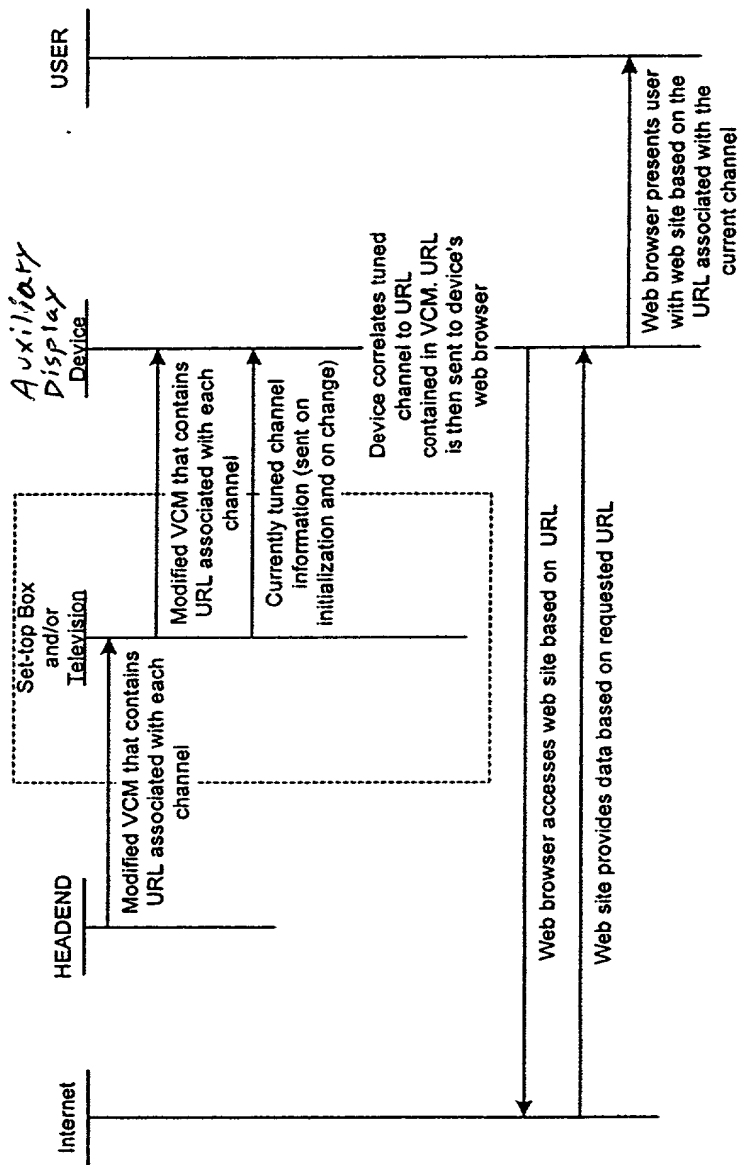 Internet
HEADEND
Set-top Box
and/or
Television
Auxiliary
Display
Device
USER
Modified VCM that contains
URL associated with each
channel
Modified VCM that contains
URL associated with each
channel
Currently tuned channel
information (sent on
initialization and on change)
Device correlates tuned
channel to URL
contained in VCM. URL
is then sent to device's
web browser
Web browser accesses web site based on URL
Web site provides data based on requested URL
Web browser presents user
with web site based on the
URL associated with the
current channel